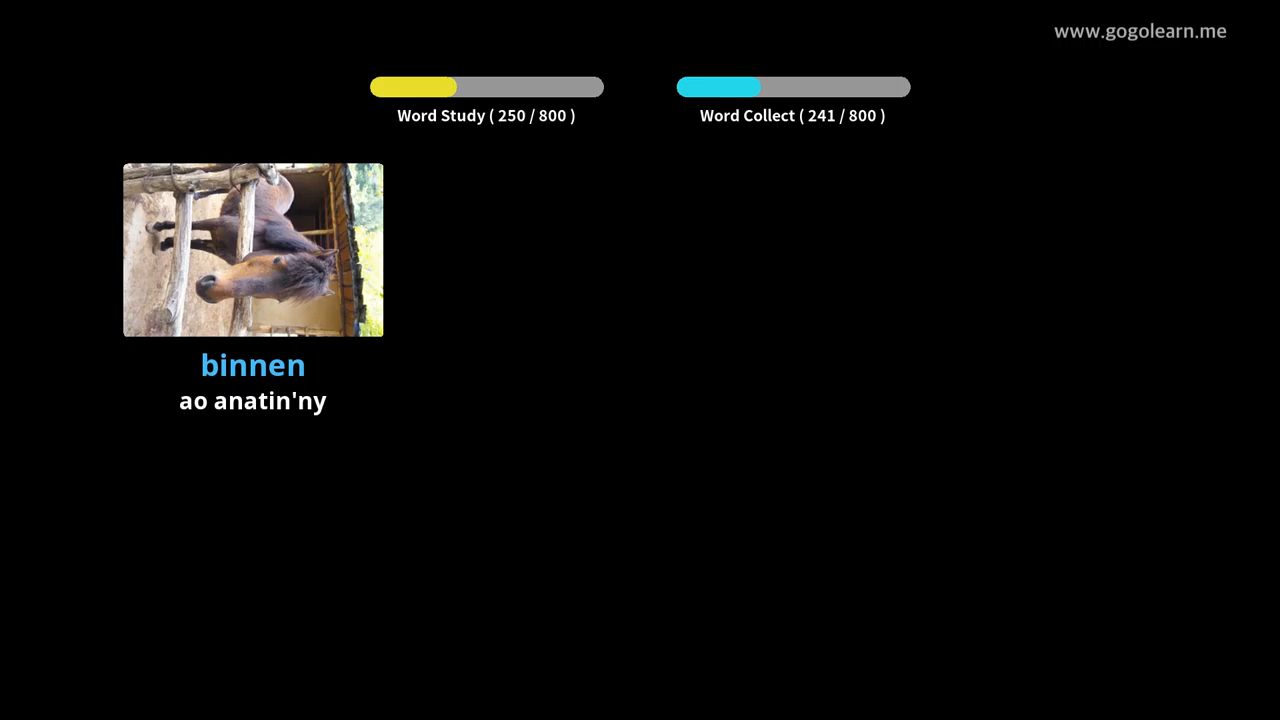 www.gogolearn.me
Word Study ( 250 / 800 )
Word Collect ( 241 / 800 )
binnen
ao anatin'ny